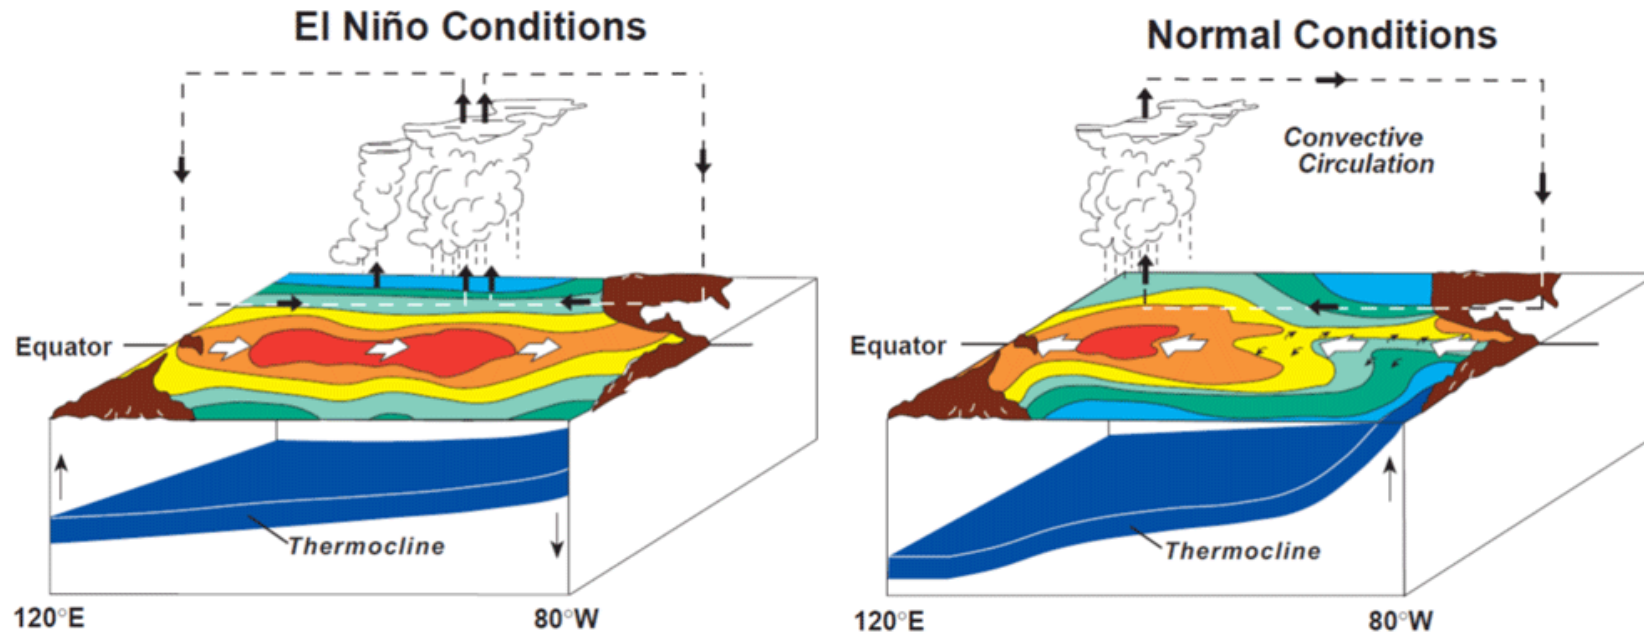 El Niño Conditions
Equator
Thermocline
120°E
80°W
Normal Conditions
Convective
Circulation
Equator
Thermocline
120°E
80°W